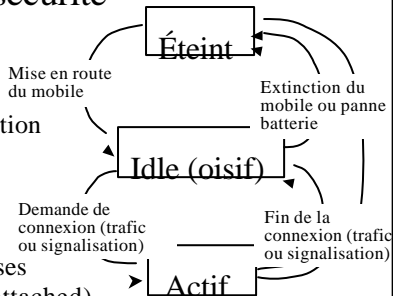 sécurité
Éteint
Mise en route
du mobile
Extinction du
mobile ou panne
batterie
tion
Idle (oisif)
Demande de
connexion (trafic
ou signalisation)
Fin de la
connexion (trafic
ou signalisation)
ses
ttached)
Actif